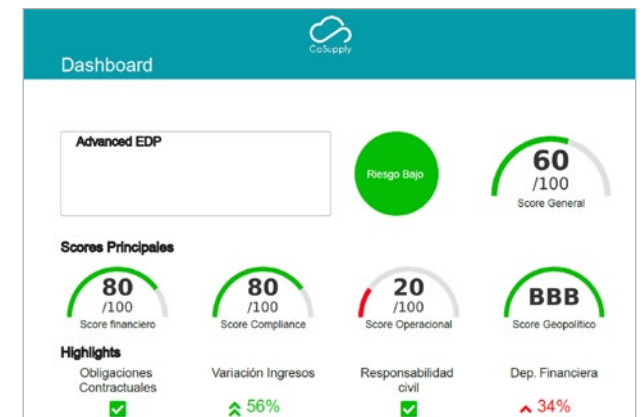 CoSupply
Dashboard
Advanced EDP
Riesgo Bajo
60
/100
Score General
Scores Principales
80
/100
Score financiero
80
/100
Score Compliance
20
/100
Score Operacional
BBB
Score Geopolítico
Highlights
Obligaciones
Contractuales
Variación Ingresos
56%
Responsabilidad
civil
Dep. Financiera
34%